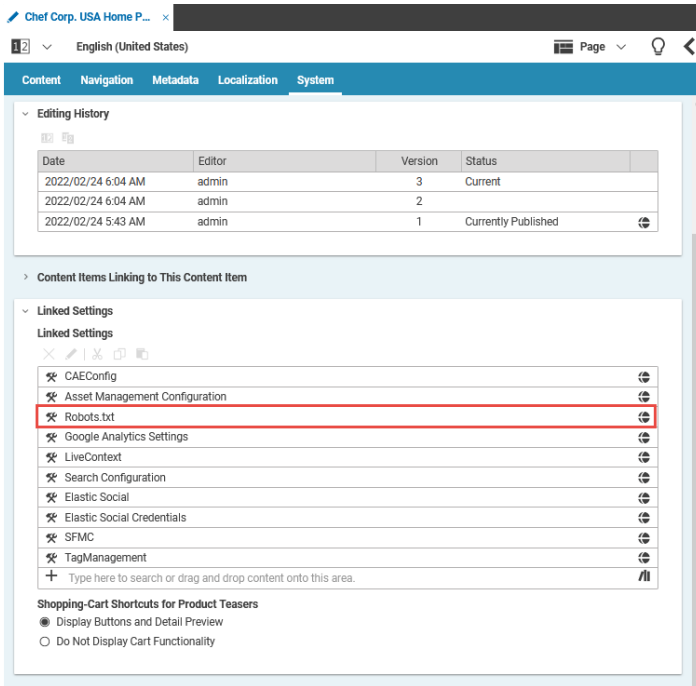 Chef Corp. USA Home P... ×
12 English (United States) Page
Content Navigation Metadata Localization System
Editing History
Date Editor Version Status
2022/02/24 6:04 AM admin 3 Current
2022/02/24 6:04 AM admin 2
2022/02/24 5:43 AM admin 1 Currently Published
Content Items Linking to This Content Item
Linked Settings
Linked Settings
CAEConfig
Asset Management Configuration
Robots.txt
Google Analytics Settings
LiveContext
Search Configuration
Elastic Social
Elastic Social Credentials
SFMC
TagManagement
Type here to search or drag and drop content onto this area.
Shopping-Cart Shortcuts for Product Teasers
Display Buttons and Detail Preview
Do Not Display Cart Functionality